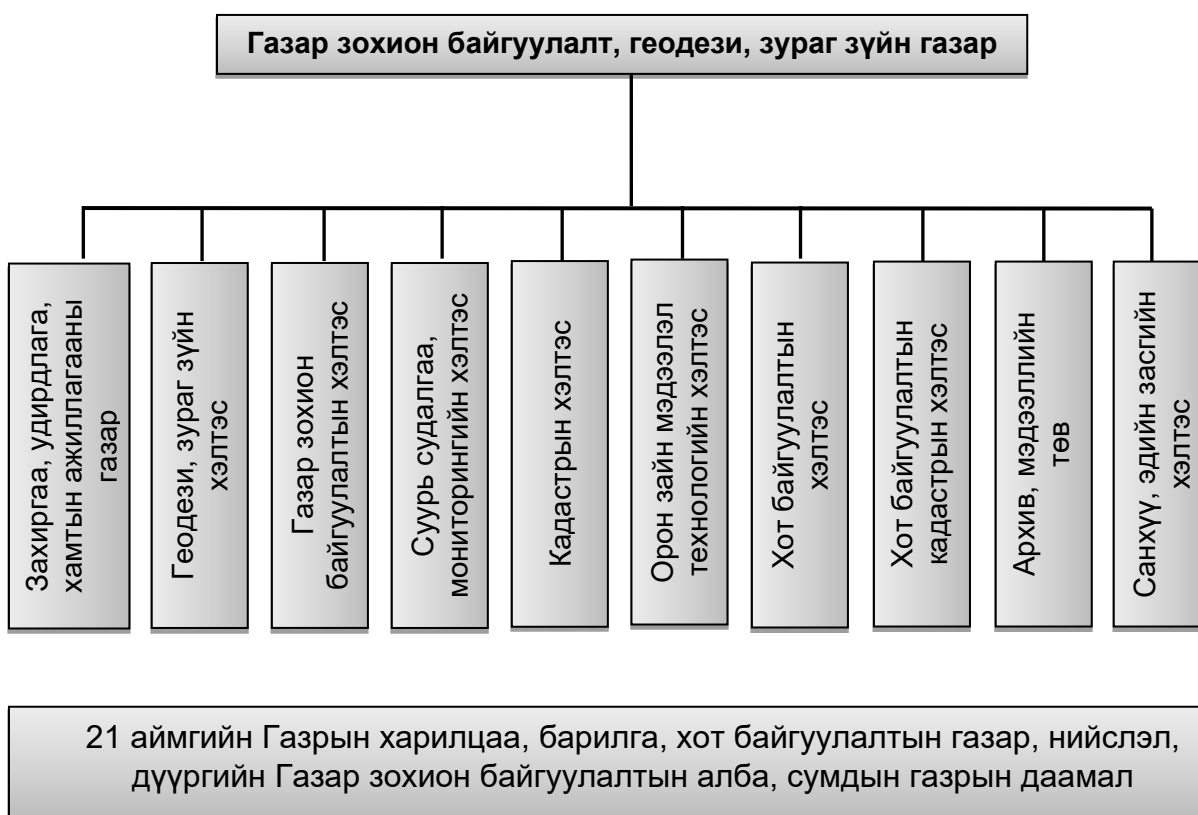 Газар зохион байгуулалт, геодези, зураг зүйн газар
Захиргаа, удирдлага,
хамтын ажиллагааны
газар
Геодези, зураг зүйн
хэлтэс
Газар зохион
байгуулалтын хэлтэс
Суурь судалгаа,
мониторингийн хэлтэс
Кадастрын хэлтэс
Орон зайн мэдээлэл
технологийн хэлтэс
Хот байгуулалтын
хэлтэс
Хот байгуулалтын
кадастрын хэлтэс
Архив, мэдээллийн
төв
Санхүү, эдийн засгийн
хэлтэс
21 аймгийн Газрын харилцаа, барилга, хот байгуулалтын газар, нийслэл,
дүүргийн Газар зохион байгуулалтын алба, сумдын газрын даамал